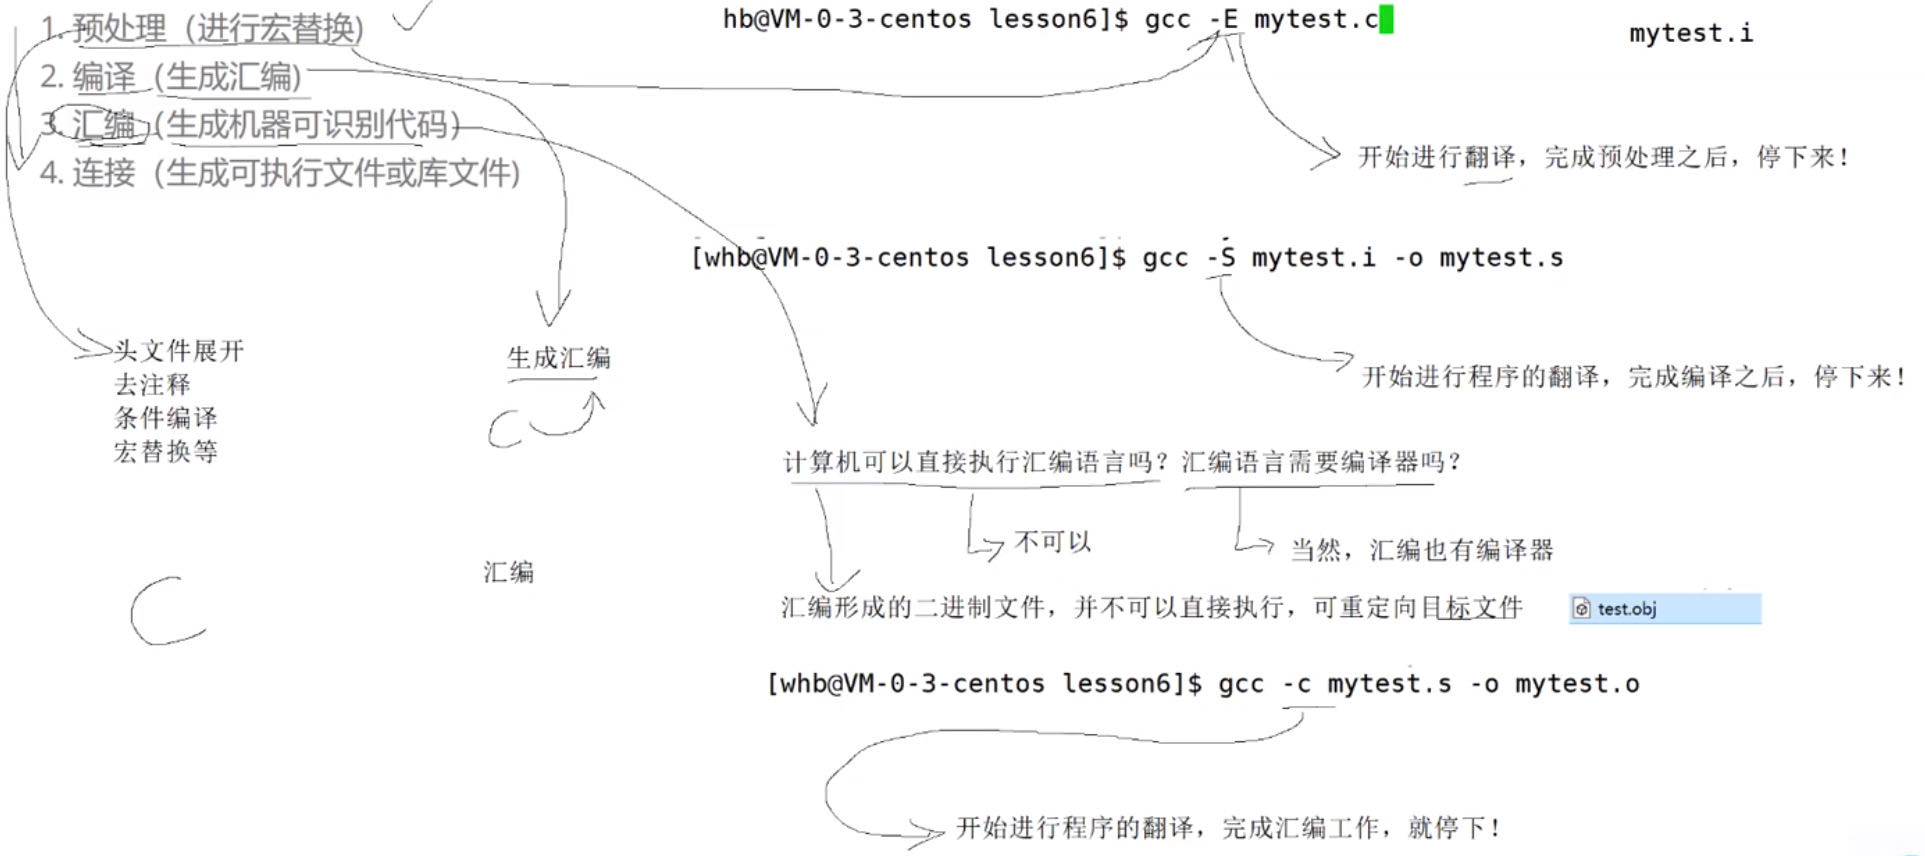 1. 预处理（进行宏替换)
2. 编译（生成汇编)
3. 汇编（生成机器可识别代码）
4. 连接（生成可执行文件或库文件)
hb@VM-0-3-centos lesson6]$ gcc -E mytest.c
mytest.i
开始进行翻译，完成预处理之后，停下来！
[whb@VM-0-3-centos lesson6]$ gcc -S mytest.i -o mytest.s
开始进行程序的翻译，完成编译之后，停下来！
头文件展开
去注释
条件编译
宏替换等
生成汇编
C
计算机可以直接执行汇编语言吗？汇编语言需要编译器吗？
不可以
当然，汇编也有编译器
C
汇编
汇编形成的二进制文件，并不可以直接执行，可重定向目标文件
test.obj
[whb@VM-0-3-centos lesson6]$ gcc -c mytest.s -o mytest.o
开始进行程序的翻译，完成汇编工作，就停下！